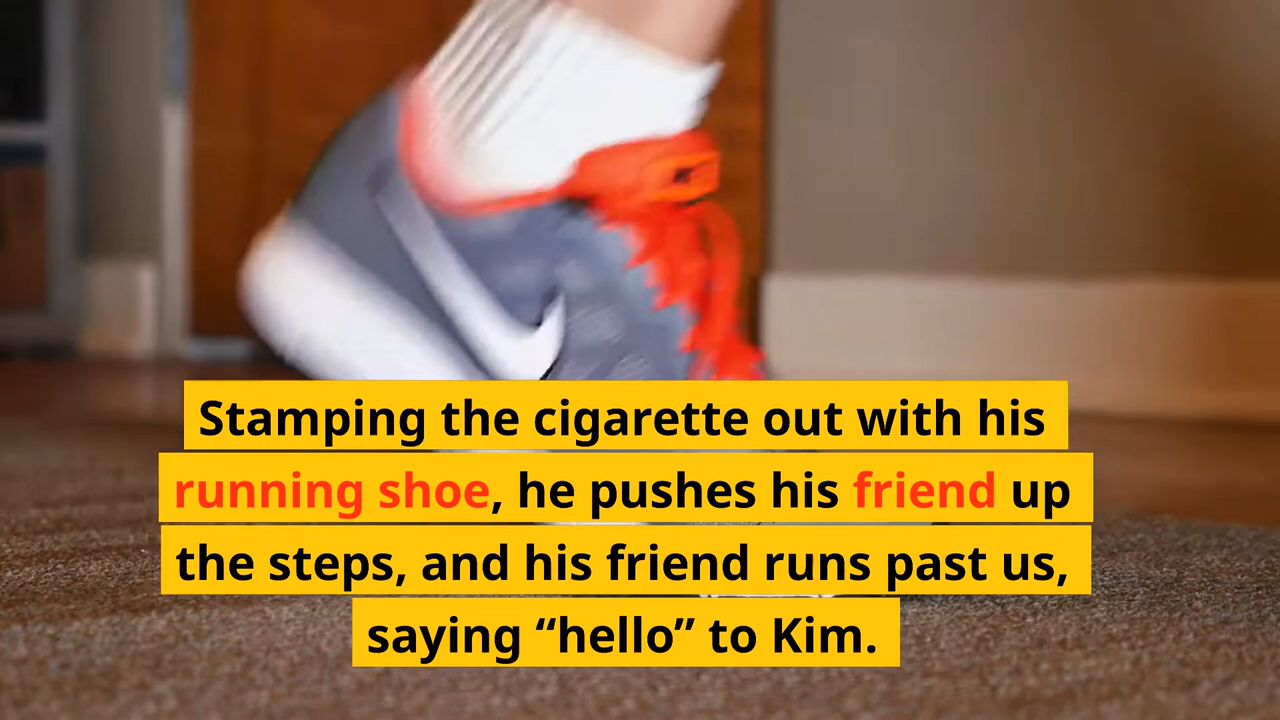 Stamping the cigarette out with his
running shoe, he pushes his friend up
the steps, and his friend runs past us,
saying “hello” to Kim.